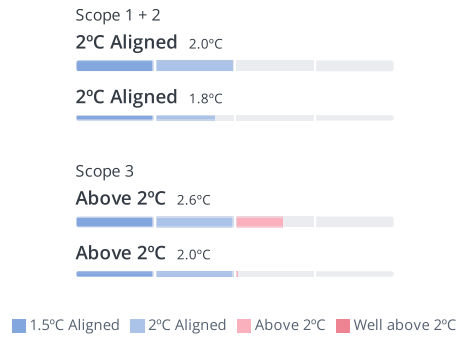 Scope 1 + 2
2ºC Aligned 2.0ºC
2ºC Aligned 1.8ºC
Scope 3
Above 2ºC 2.6ºC
Above 2ºC 2.0ºC
1.5ºC Aligned 2ºC Aligned Above 2ºC Well above 2ºC